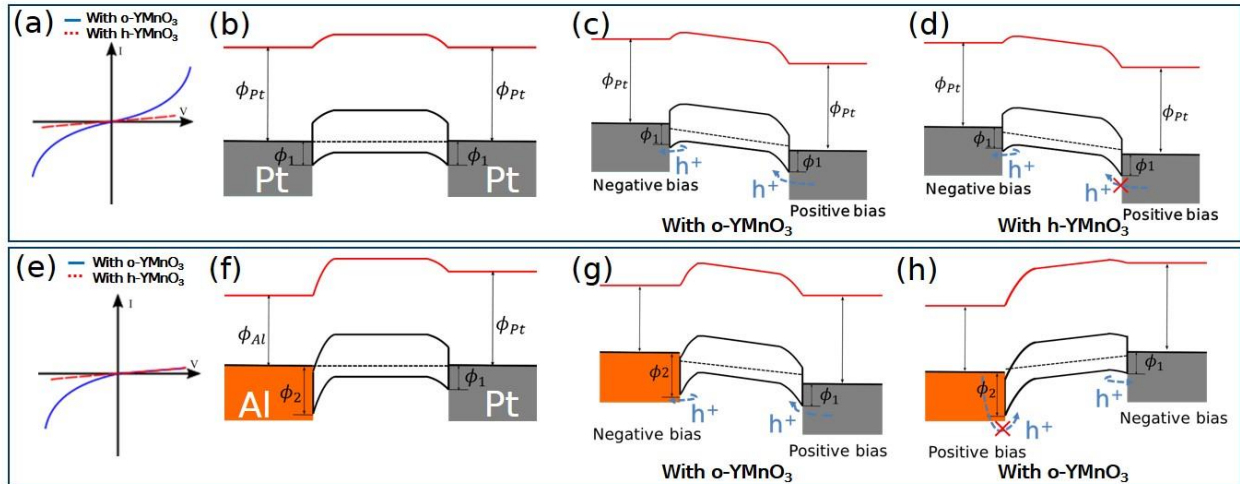 (a)
With o-YMnO₃
With h-YMnO₃
I
V
(b)
ϕPt
ϕPt
ϕ1
ϕ1
Pt
Pt
(c)
ϕPt
ϕPt
ϕ1
ϕ1
h⁺
h⁺
Negative bias
Positive bias
With o-YMnO₃
(d)
ϕPt
ϕPt
ϕ1
ϕ1
h⁺
h⁺
Negative bias
Positive bias
With h-YMnO₃
(e)
With o-YMnO₃
With h-YMnO₃
I
V
(f)
ϕAl
ϕPt
ϕ2
ϕ1
Al
Pt
(g)
ϕ2
ϕ1
h⁺
h⁺
Negative bias
Positive bias
With o-YMnO₃
(h)
ϕ2
ϕ1
h⁺
h⁺
Negative bias
Positive bias
With o-YMnO₃